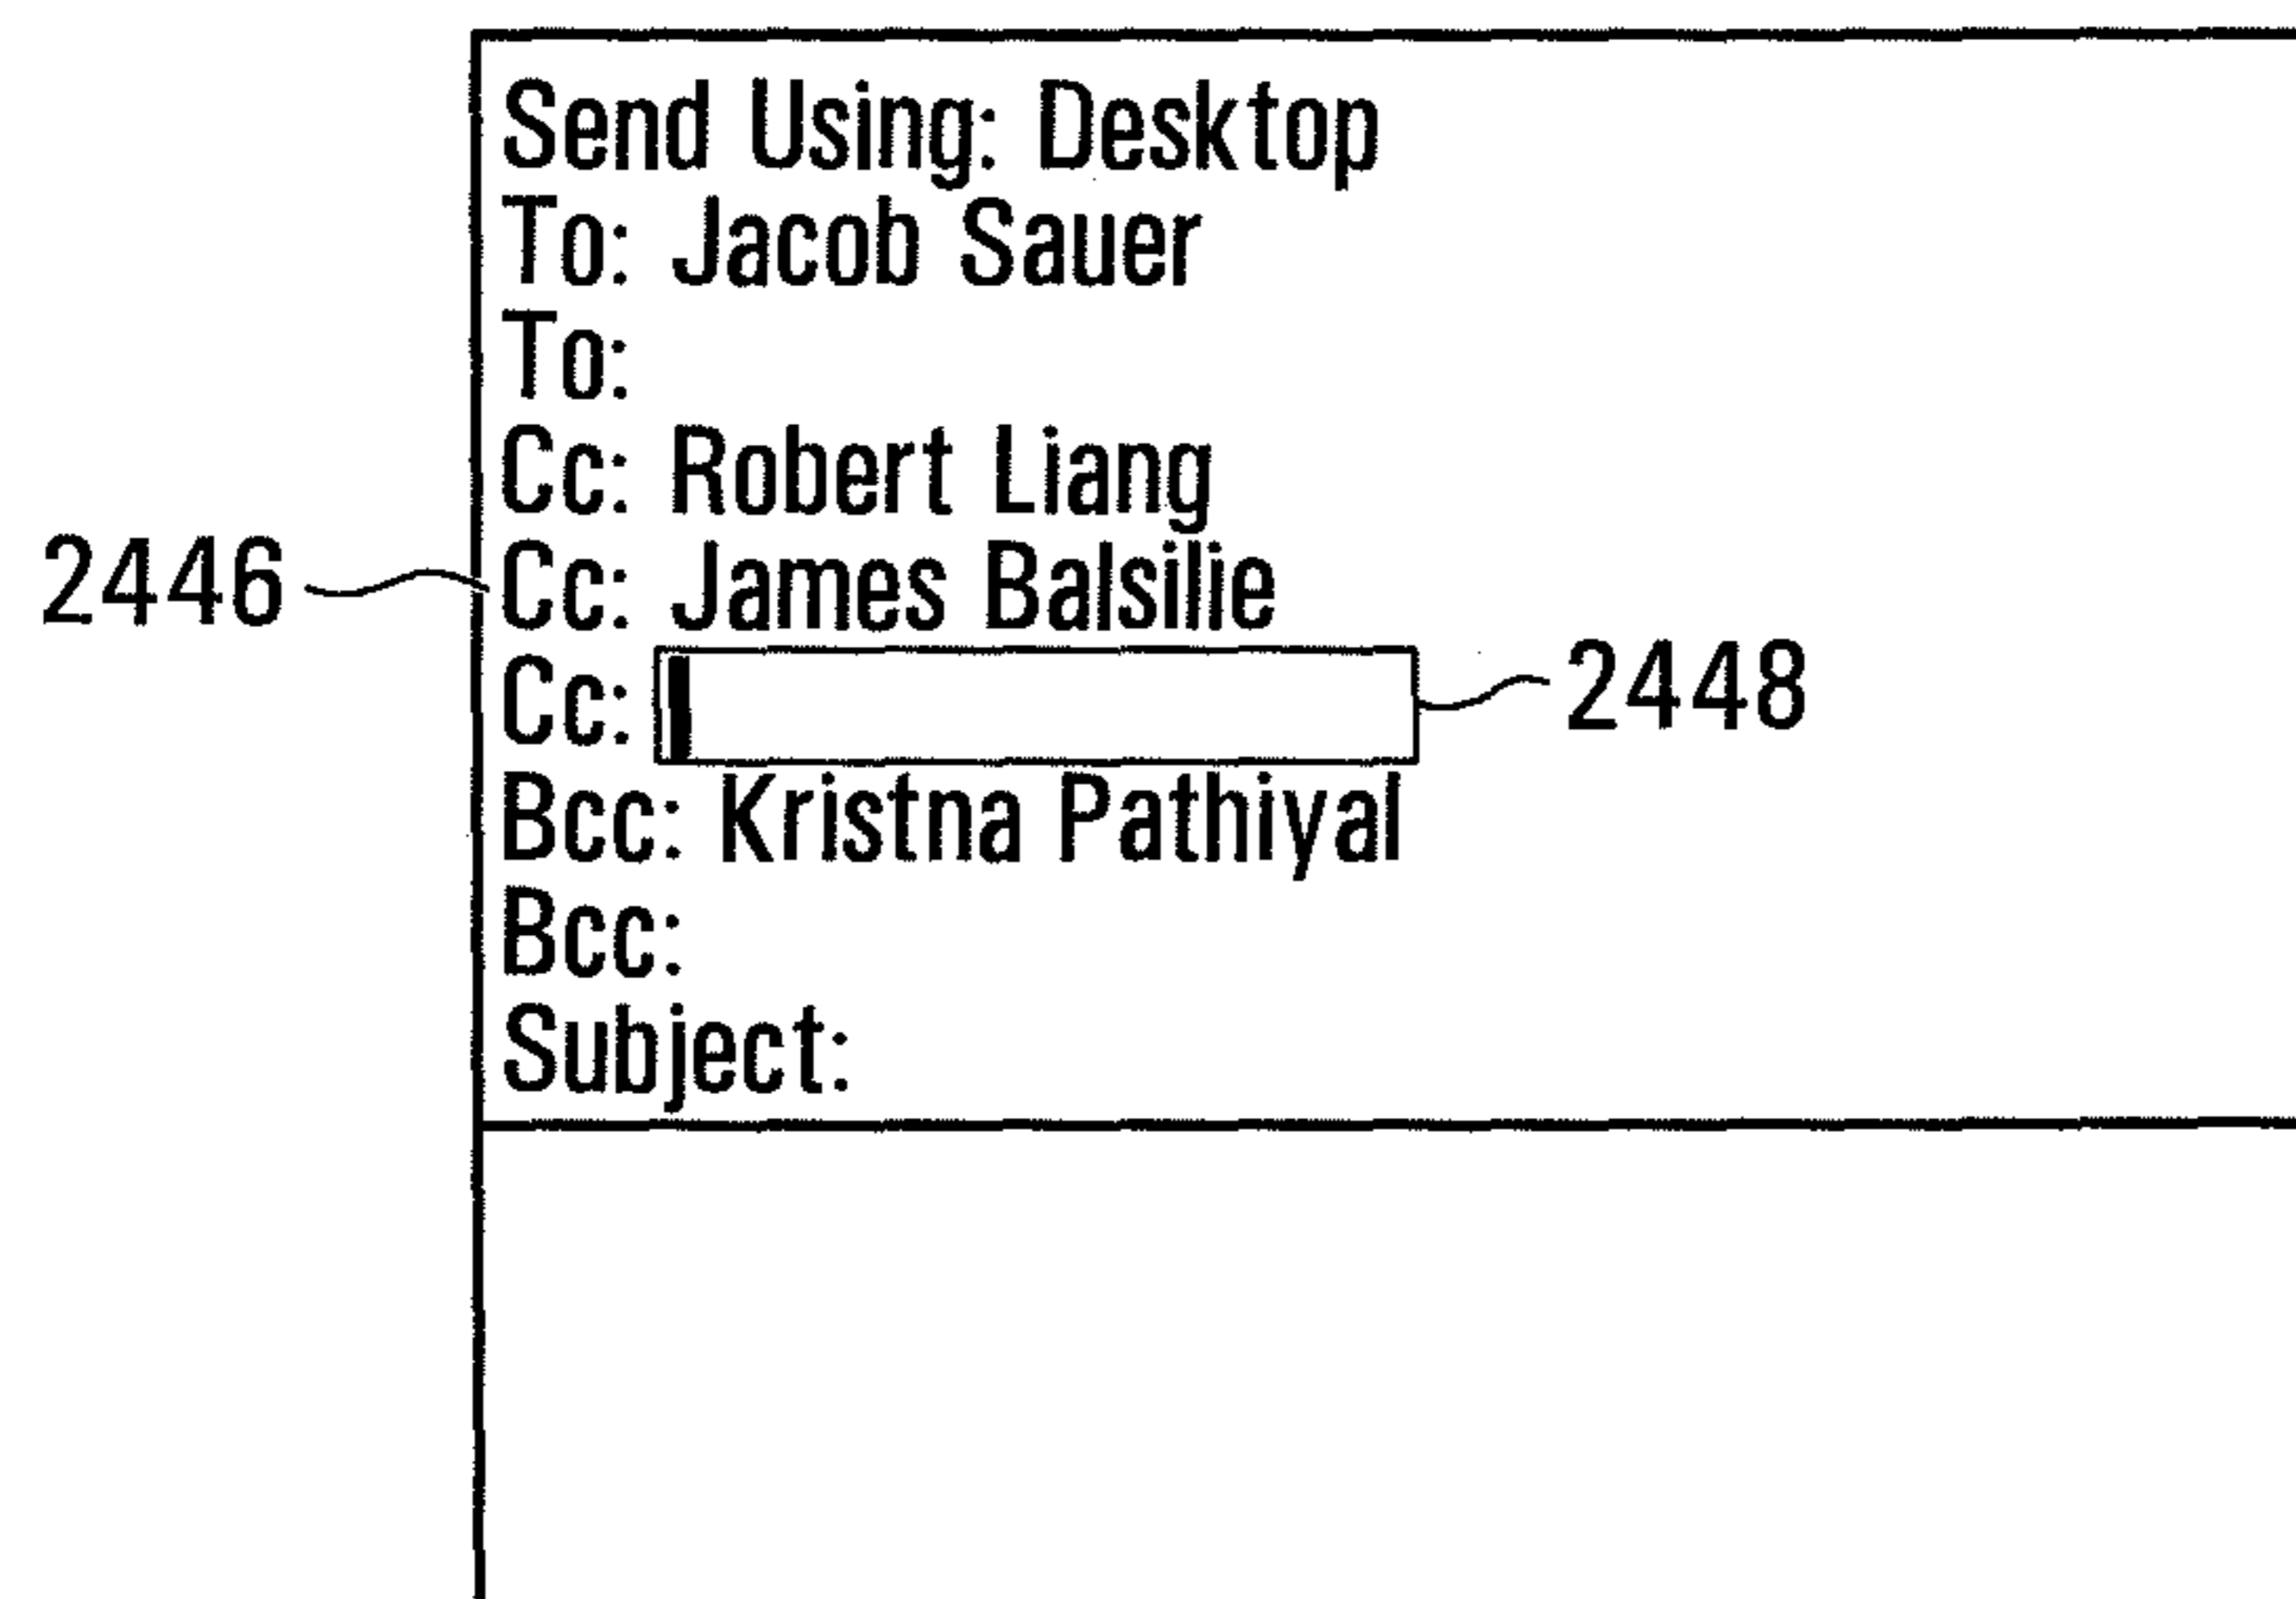 Send Using: Desktop
To: Jacob Sauer
To:
Cc: Robert Liang
2446 Cc: James Balsilie
Cc: 2448
Bcc: Kristna Pathiyal
Bcc:
Subject: